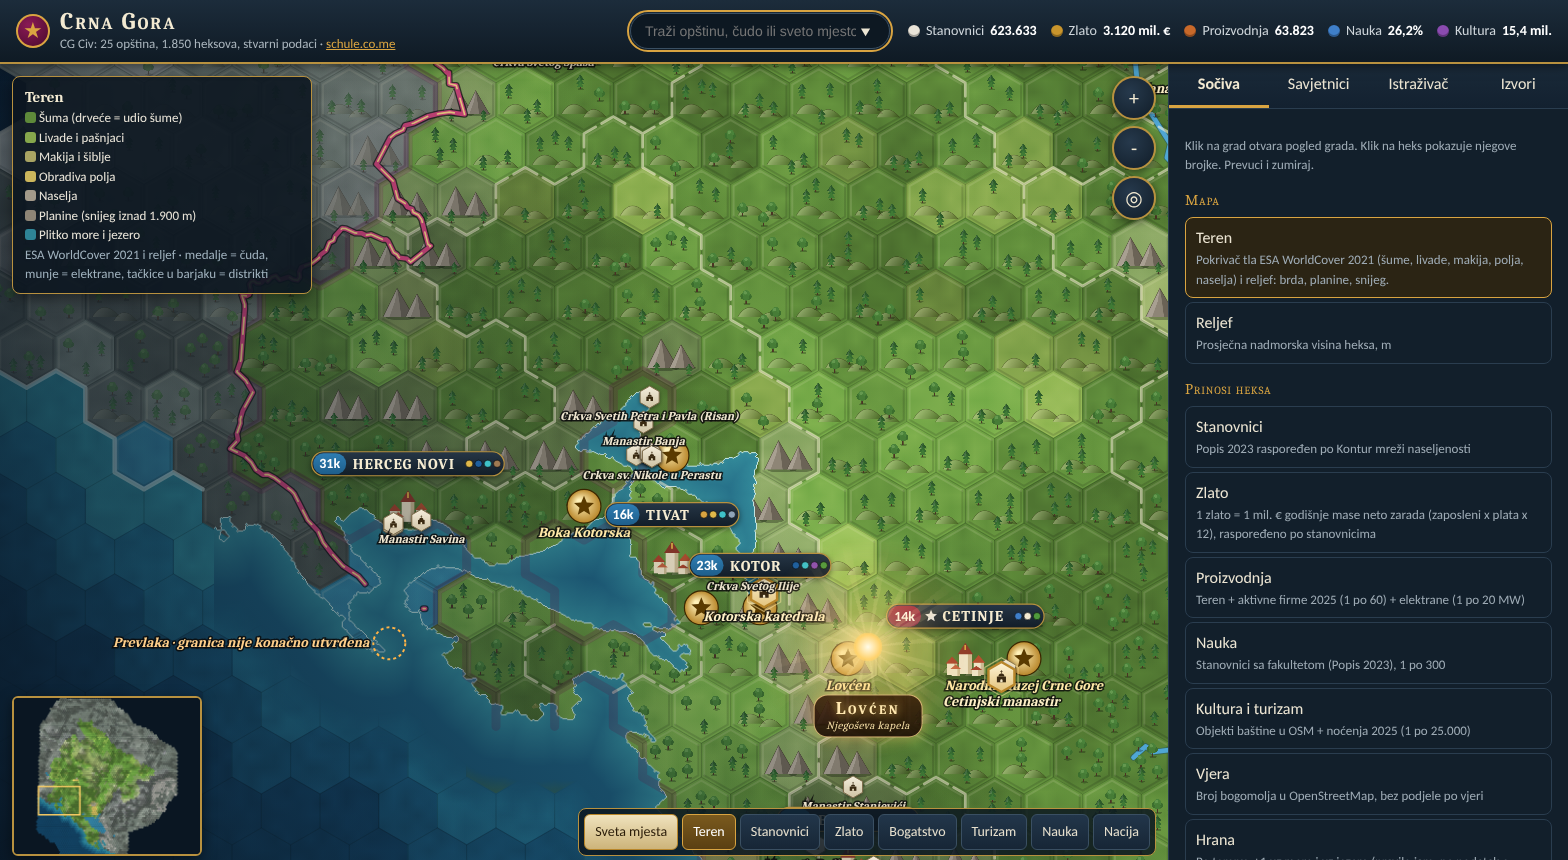 Crna Gora
CG Civ: 25 opština, 1.850 heksova, stvarni podaci · schule.co.me
Traži opštinu, čudo ili sveto mjesto
Stanovnici 623.633
Zlato 3.120 mil. €
Proizvodnja 63.823
Nauka 26,2%
Kultura 15,4 mil.
Teren
Šuma (drveće = udio šume)
Livade i pašnjaci
Makija i šiblje
Obradiva polja
Naselja
Planine (snijeg iznad 1.900 m)
Plitko more i jezero
ESA WorldCover 2021 i reljef · medalje = čuda,
munje = elektrane, tačkice u barjaku = distrikti
+
-
Crkva Svetih Petra i Pavla (Risan)
Manastir Banja
31k HERCEG NOVI
Crkva sv. Nikole u Perastu
16k TIVAT
Boka Kotorska
Manastir Savina
23k KOTOR
Crkva Svetog Ilije
Kotorska katedrala
14k CETINJE
Prevlaka · granica nije konačno utvrđena
Lovćen
Narodni muzej Crne Gore
Cetinjski manastir
Lovćen
Njegoševa kapela
Manastir Stanjevići
Sveta mjesta
Teren
Stanovnici
Zlato
Bogatstvo
Turizam
Nauka
Nacija
Sočiva
Savjetnici
Istraživač
Izvori
Klik na grad otvara pogled grada. Klik na heks pokazuje njegove
brojke. Prevuci i zumiraj.
Mapa
Teren
Pokrivač tla ESA WorldCover 2021 (šume, livade, makija, polja,
naselja) i reljef: brda, planine, snijeg.
Reljef
Prosječna nadmorska visina heksa, m
Prinosi heksa
Stanovnici
Popis 2023 raspoređen po Kontur mreži naseljenosti
Zlato
1 zlato = 1 mil. € godišnje mase neto zarada (zaposleni x plata x
12), raspoređeno po stanovnicima
Proizvodnja
Teren + aktivne firme 2025 (1 po 60) + elektrane (1 po 20 MW)
Nauka
Stanovnici sa fakultetom (Popis 2023), 1 po 300
Kultura i turizam
Objekti baštine u OSM + noćenja 2025 (1 po 25.000)
Vjera
Broj bogomolja u OpenStreetMap, bez podjele po vjeri
Hrana